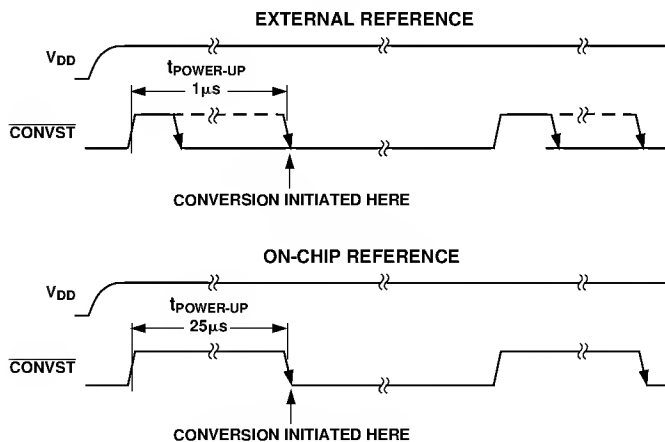 EXTERNAL REFERENCE
VDD
tPOWER-UP
1µs
CONVST
CONVERSION INITIATED HERE
ON-CHIP REFERENCE
VDD
tPOWER-UP
25µs
CONVST
CONVERSION INITIATED HERE